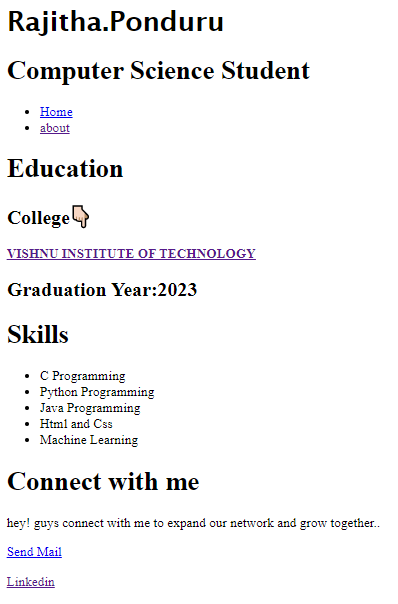 Rajitha.Ponduru
Computer Science Student
Home
about
Education
College👇
VISHNU INSTITUTE OF TECHNOLOGY
Graduation Year:2023
Skills
C Programming
Python Programming
Java Programming
Html and Css
Machine Learning
Connect with me
hey! guys connect with me to expand our network and grow together..
Send Mail
Linkedin